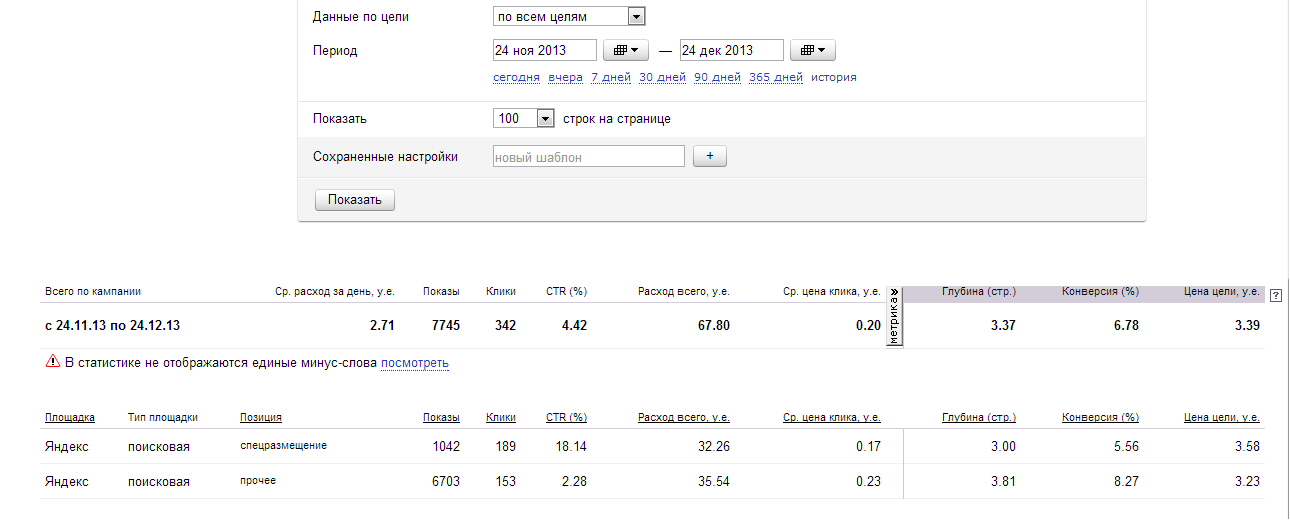 Данные по цели по всем целям
Период 24 ноя 2013 — 24 дек 2013
сегодня вчера 7 дней 30 дней 90 дней 365 дней история
Показать 100 строк на странице
Сохраненные настройки новый шаблон +
Показать
Всего по кампании Ср. расход за день, у.е. Показы Клики CTR (%) Расход всего, у.е. Ср. цена клика, у.е. метрика » Глубина (стр.) Конверсия (%) Цена цели, у.е. ?
с 24.11.13 по 24.12.13 2.71 7745 342 4.42 67.80 0.20 3.37 6.78 3.39
В статистике не отображаются единые минус-слова посмотреть
Площадка Тип площадки Позиция Показы Клики CTR (%) Расход всего, у.е. Ср. цена клика, у.е. Глубина (стр.) Конверсия (%) Цена цели, у.е.
Яндекс поисковая спецразмещение 1042 189 18.14 32.26 0.17 3.00 5.56 3.58
Яндекс поисковая прочее 6703 153 2.28 35.54 0.23 3.81 8.27 3.23